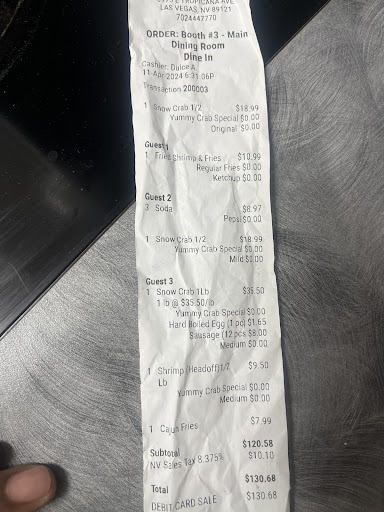 E TROPICANA AVE
LAS VEGAS, NV 89121
7024447770
ORDER: Booth #3 - Main
Dining Room
Dine In
Cashier: Dulce A
11-Apr-2024 6:31:06P
Transaction 200003
1 Snow Crab 1/2 $18.99
Yummy Crab Special $0.00
Original $0.00
Guest 1
1 Fried Shrimp & Fries $10.99
Regular Fries $0.00
Ketchup $0.00
Guest 2
3 Soda $8.97
Pepsi $0.00
1 Snow Crab 1/2 $18.99
Yummy Crab Special $0.00
Mild $0.00
Guest 3
1 Snow Crab 1Lb $35.50
1 lb @ $35.50/lb
Yummy Crab Special $0.00
Hard Boiled Egg (1 pc) $1.65
Sausage (12 pcs $8.00
Medium $0.00
1 Shrimp (Headoff)1/2 $9.50
Lb
Yummy Crab Special $0.00
Medium $0.00
1 Cajun Fries $7.99
Subtotal $120.58
NV Sales Tax 8.375% $10.10
Total $130.68
DEBIT CARD SALE $130.68